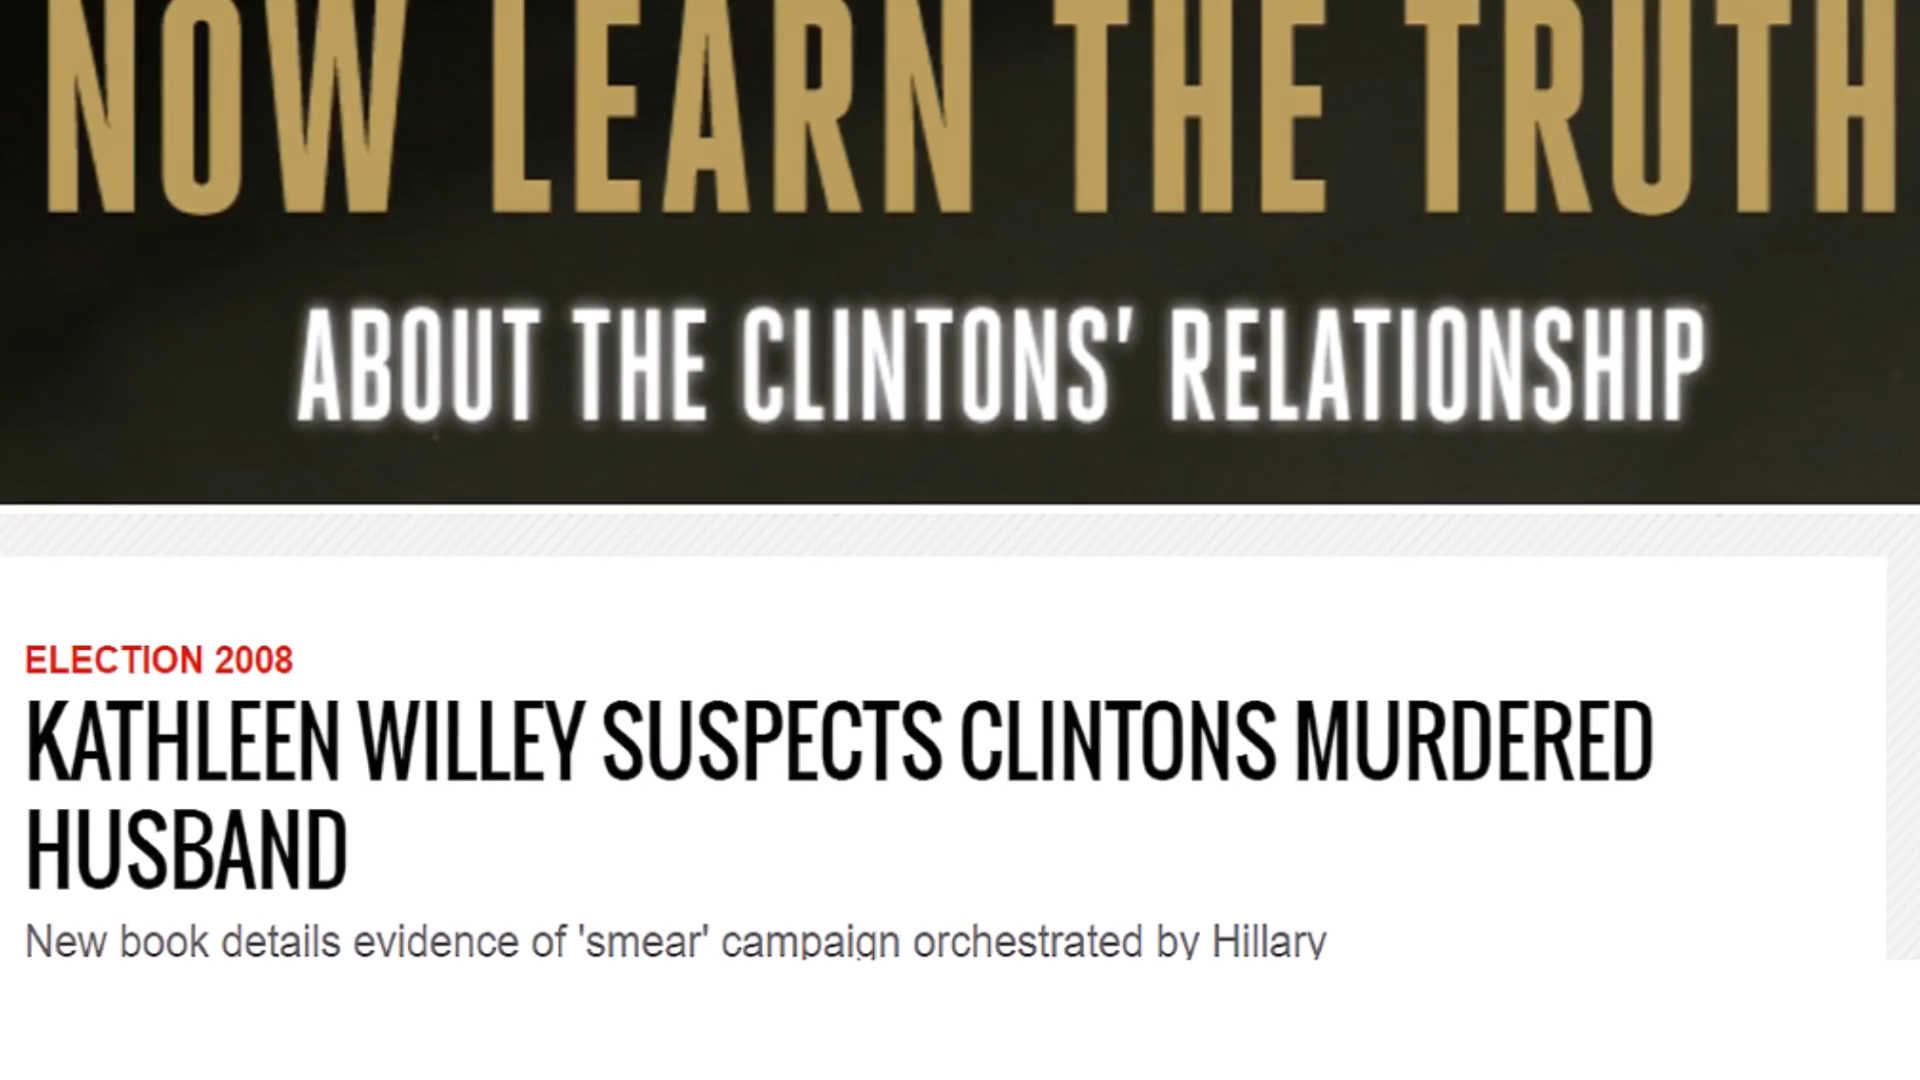 NOW LEARN THE TRUTH
ABOUT THE CLINTONS' RELATIONSHIP
ELECTION 2008
KATHLEEN WILLEY SUSPECTS CLINTONS MURDERED
HUSBAND
New book details evidence of 'smear' campaign orchestrated by Hillary